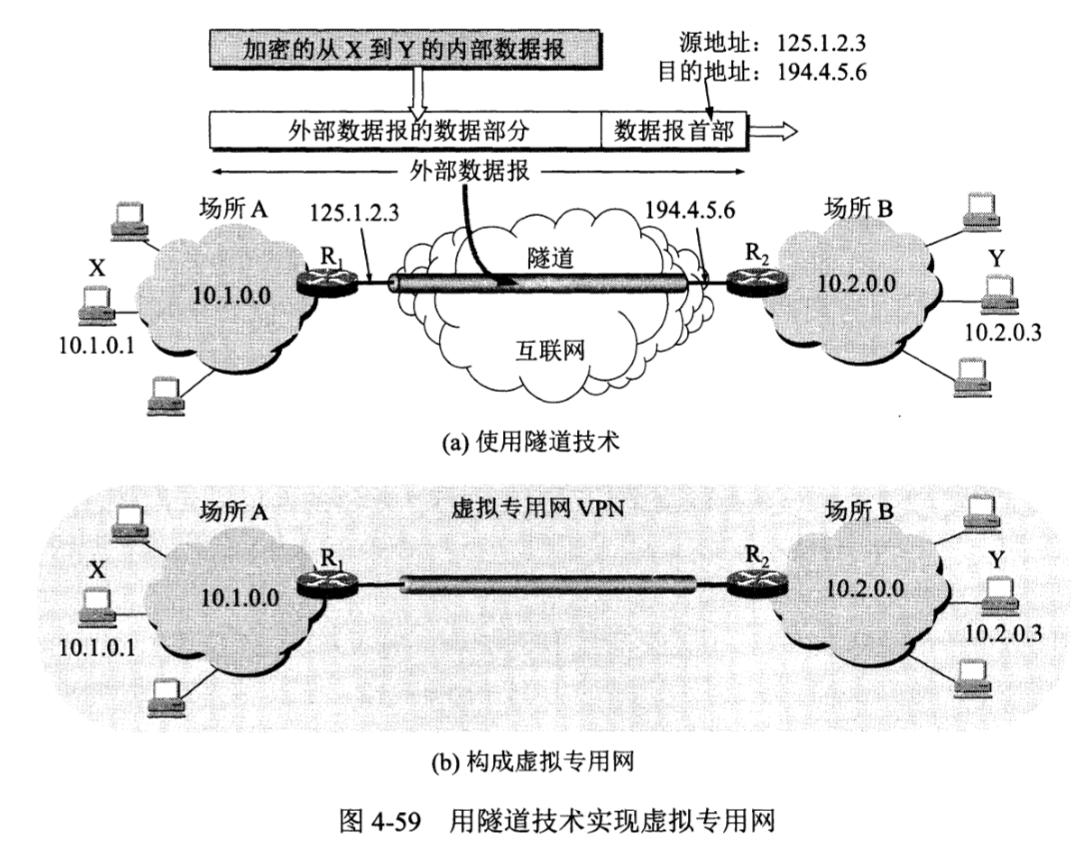 加密的从 X 到 Y 的内部数据报
源地址：125.1.2.3
目的地址：194.4.5.6
外部数据报的数据部分
数据报首部
外部数据报
场所 A
125.1.2.3
194.4.5.6
场所 B
X
R1
隧道
R2
Y
10.1.0.0
10.2.0.0
10.1.0.1
互联网
10.2.0.3
(a) 使用隧道技术
场所 A
虚拟专用网 VPN
场所 B
X
R1
R2
Y
10.1.0.0
10.2.0.0
10.1.0.1
10.2.0.3
(b) 构成虚拟专用网
图 4-59 用隧道技术实现虚拟专用网